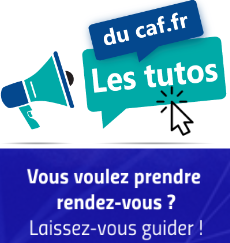 du caf.fr
Les tutos
Vous voulez prendre
rendez-vous ?
Laissez-vous guider !